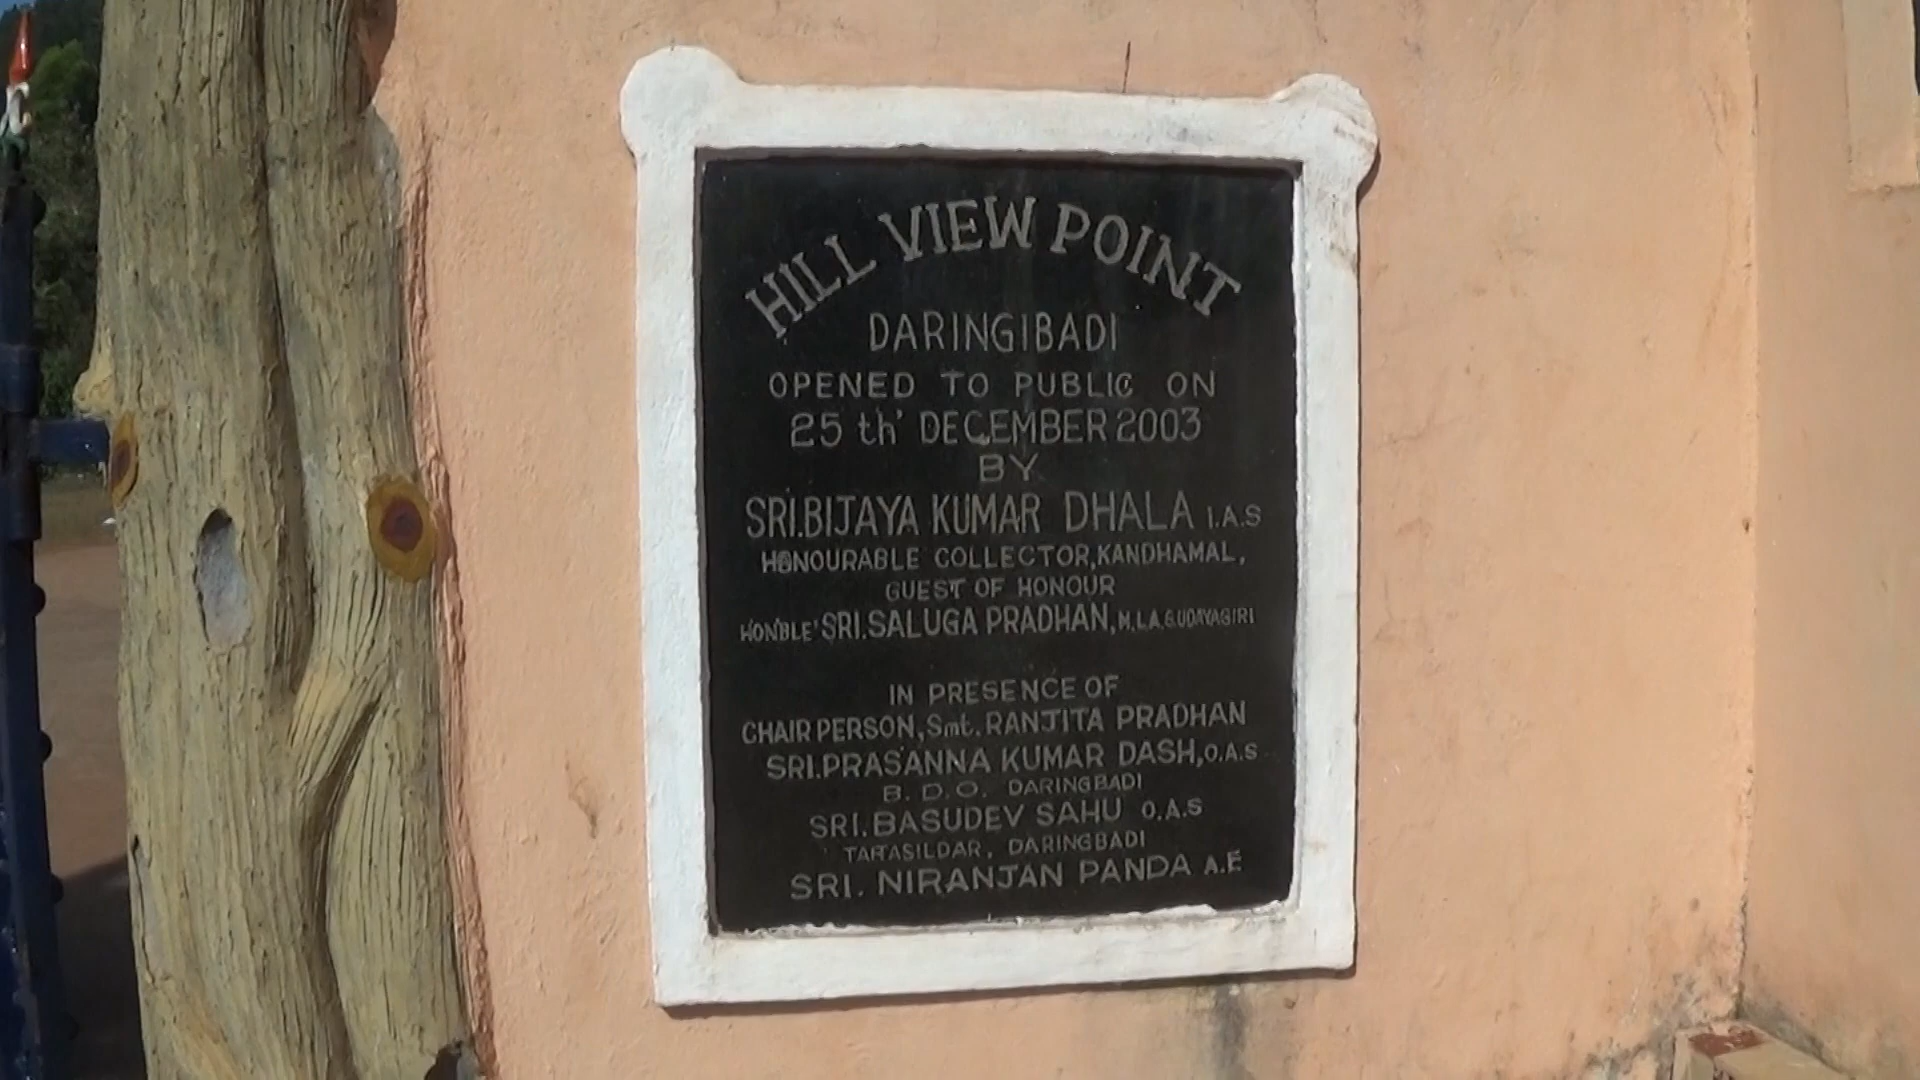 HILL VIEW POINT
DARINGIBADI
OPENED TO PUBLIC ON
25 th' DECEMBER 2003
BY
SRI.BIJAYA KUMAR DHALA I.A.S
HONOURABLE COLLECTOR,KANDHAMAL,
GUEST OF HONOUR
HON'BLE' SRI.SALUGA PRADHAN, M.L.A.G.UDAYAGIRI
IN PRESENCE OF
CHAIR PERSON, Smt. RANJITA PRADHAN
SRI.PRASANNA KUMAR DASH,O.A.S
B. D.O. DARINGBADI
SRI.BASUDEV SAHU O.A.S
TAHASILDAR, DARINGBADI
SRI. NIRANJAN PANDA A.E